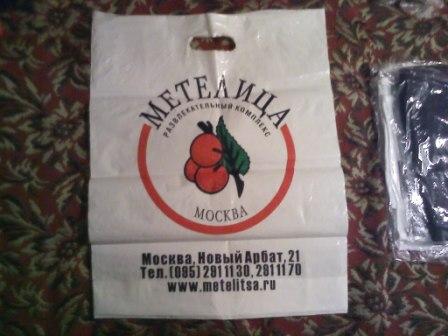 МЕТЕЛИЦА
РАЗВЛЕКАТЕЛЬНЫЙ КОМПЛЕКС
МОСКВА
Москва, Новый Арбат, 21
Тел. (095) 291 11 30, 291 11 70
www.metelitsa.ru